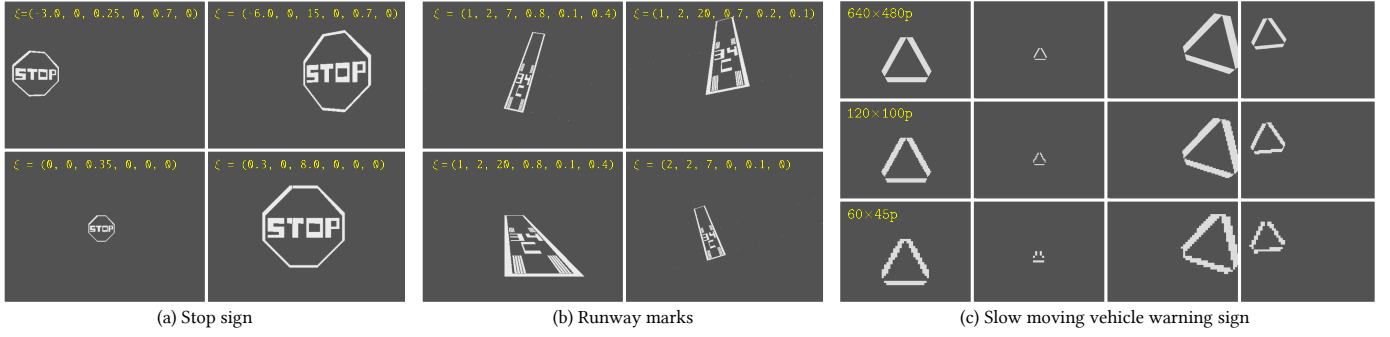 ξ=(-3.0, 0, 0.25, 0, 0.7, 0)
STOP
ξ = (-6.0, 0, 15, 0, 0.7, 0)
STOP
ξ = (0, 0, 0.35, 0, 0, 0)
STOP
ξ = (0.3, 0, 8.0, 0, 0, 0)
STOP
(a) Stop sign
ξ = (1, 2, 7, 0.8, 0.1, 0.4)
34
C
ξ=(1, 2, 20, 0.7, 0.2, 0.1)
34
C
ξ=(1, 2, 20, 0.8, 0.1, 0.4)
34
C
ξ = (2, 2, 7, 0, 0.1, 0)
34
C
(b) Runway marks
640×480p
120×100p
60×45p
(c) Slow moving vehicle warning sign